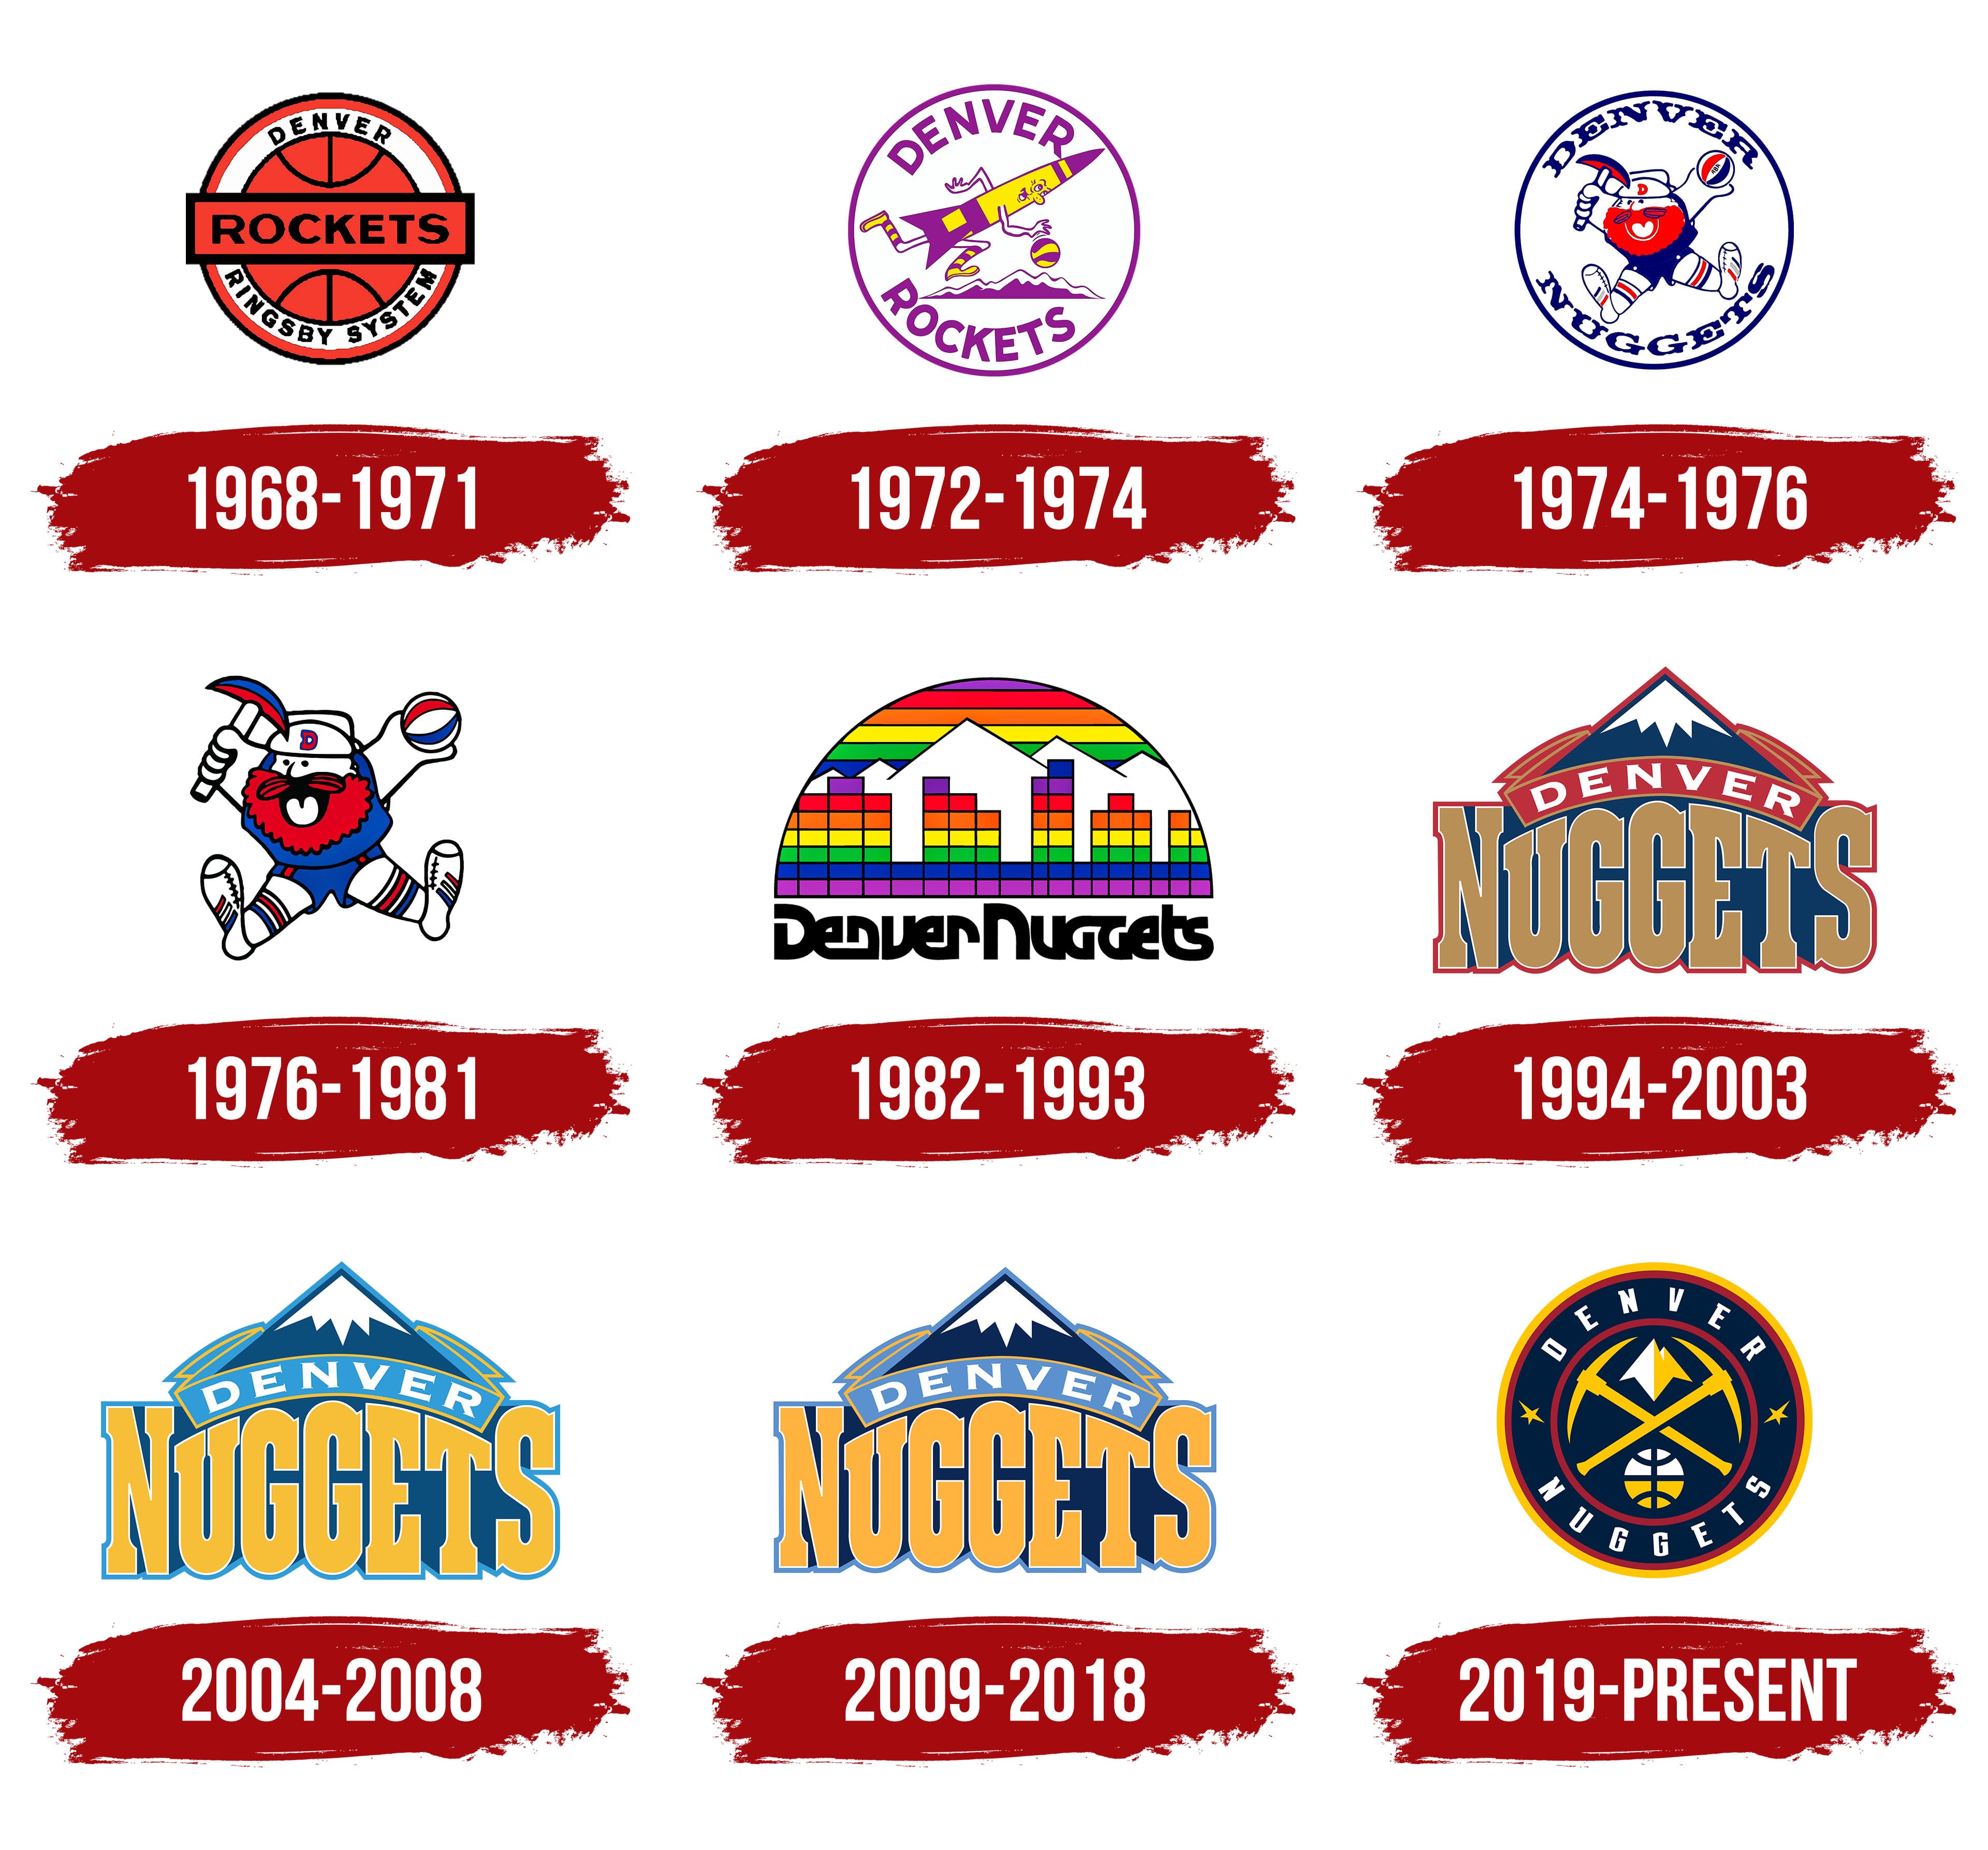 DENVER
ROCKETS
RINGSBY SYSTEM
DENVER
ROCKETS
DENVER
D
ABA
NUGGETS
1968-1971
1972-1974
1974-1976
D
Denver Nuggets
DENVER
NUGGETS
1976-1981
1982-1993
1994-2003
DENVER
NUGGETS
DENVER
NUGGETS
DENVER
NUGGETS
2004-2008
2009-2018
2019-PRESENT